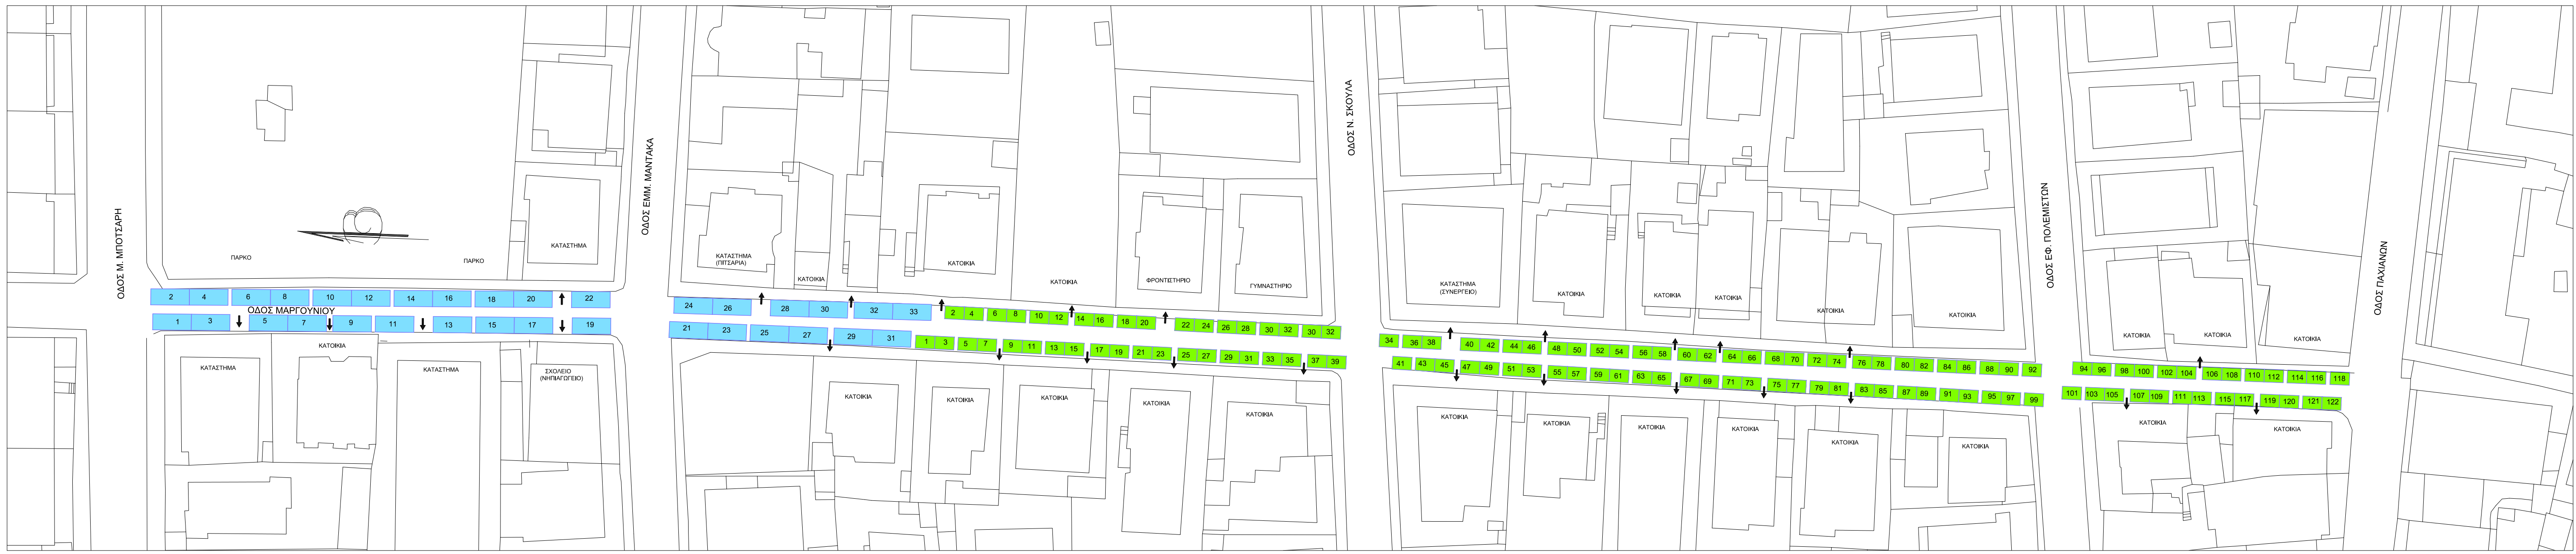 ΟΔΟΣ Μ. ΜΠΟΤΣΑΡΗ
ΟΔΟΣ ΕΜΜ. ΜΑΝΤΑΚΑ
ΟΔΟΣ Ν. ΣΚΟΥΛΑ
ΟΔΟΣ ΕΦ. ΠΟΛΕΜΙΣΤΩΝ
ΟΔΟΣ ΠΑΧΙΑΝΩΝ
ΠΑΡΚΟ
ΠΑΡΚΟ
ΚΑΤΑΣΤΗΜΑ
ΚΑΤΑΣΤΗΜΑ
(ΠΙΤΣΑΡΙΑ)
ΚΑΤΟΙΚΙΑ
ΚΑΤΟΙΚΙΑ
ΚΑΤΟΙΚΙΑ
ΦΡΟΝΤΙΣΤΗΡΙΟ
ΓΥΜΝΑΣΤΗΡΙΟ
ΚΑΤΑΣΤΗΜΑ
(ΣΥΝΕΡΓΕΙΟ)
ΚΑΤΟΙΚΙΑ
ΚΑΤΟΙΚΙΑ
ΚΑΤΟΙΚΙΑ
ΚΑΤΟΙΚΙΑ
ΚΑΤΟΙΚΙΑ
ΚΑΤΟΙΚΙΑ
ΚΑΤΟΙΚΙΑ
ΚΑΤΟΙΚΙΑ
2 4 6 8 10 12 14 16 18 20 22
24 26 28 30 32 33
2 4 6 8 10 12 14 16 18 20 22 24 26 28 30 32 30 32
34 36 38 40 42 44 46 48 50 52 54 56 58 60 62 64 66 68 70 72 74 76 78 80 82 84 86 88 90 92
94 96 98 100 102 104 106 108 110 112 114 116 118
ΟΔΟΣ ΜΑΡΓΟΥΝΙΟΥ
1 3 5 7 9 11 13 15 17 19
21 23 25 27 29 31
1 3 5 7 9 11 13 15 17 19 21 23 25 27 29 31 33 35 37 39
41 43 45 47 49 51 53 55 57 59 61 63 65 67 69 71 73 75 77 79 81 83 85 87 89 91 93 95 97 99
101 103 105 107 109 111 113 115 117 119 120 121 122
ΚΑΤΑΣΤΗΜΑ
ΚΑΤΟΙΚΙΑ
ΚΑΤΑΣΤΗΜΑ
ΣΧΟΛΕΙΟ
(ΝΗΠΙΑΓΩΓΕΙΟ)
ΚΑΤΟΙΚΙΑ
ΚΑΤΟΙΚΙΑ
ΚΑΤΟΙΚΙΑ
ΚΑΤΟΙΚΙΑ
ΚΑΤΟΙΚΙΑ
ΚΑΤΟΙΚΙΑ
ΚΑΤΟΙΚΙΑ
ΚΑΤΟΙΚΙΑ
ΚΑΤΟΙΚΙΑ
ΚΑΤΟΙΚΙΑ
ΚΑΤΟΙΚΙΑ
ΚΑΤΟΙΚΙΑ
ΚΑΤΟΙΚΙΑ